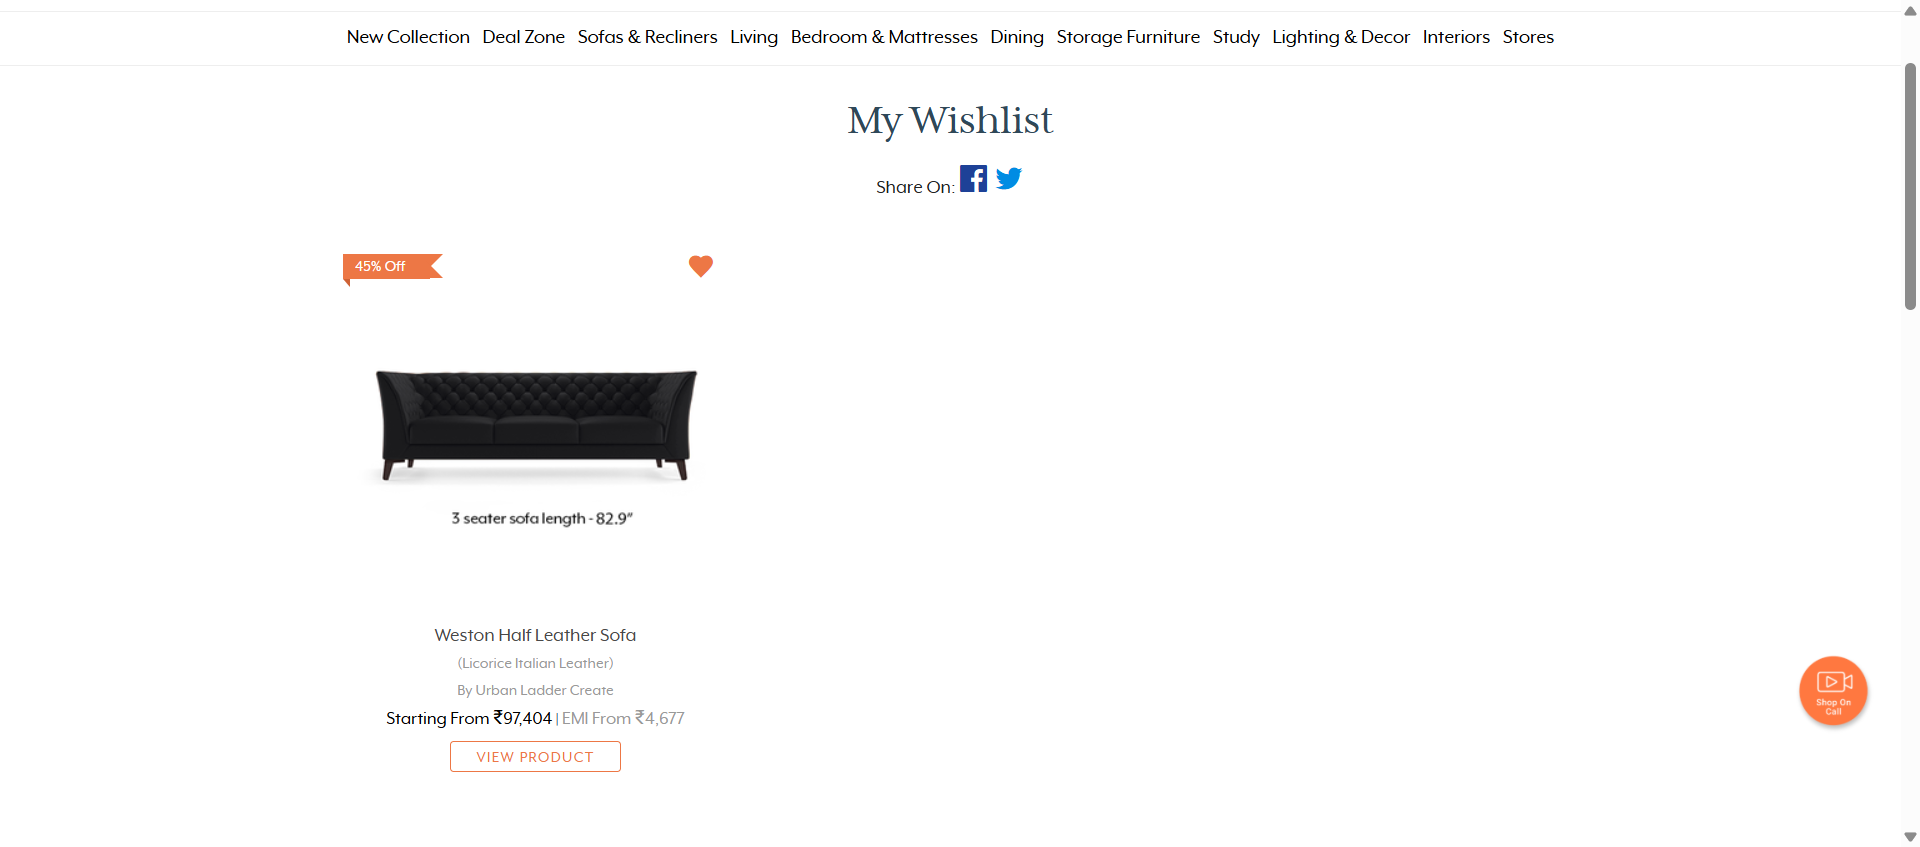 New Collection Deal Zone Sofas & Recliners Living Bedroom & Mattresses Dining Storage Furniture Study Lighting & Decor Interiors Stores
My Wishlist
Share On:
45% Off
3 seater sofa length - 82.9"
Weston Half Leather Sofa
(Licorice Italian Leather)
By Urban Ladder Create
Starting From ₹97,404 | EMI From ₹4,677
VIEW PRODUCT
Shop On
Call